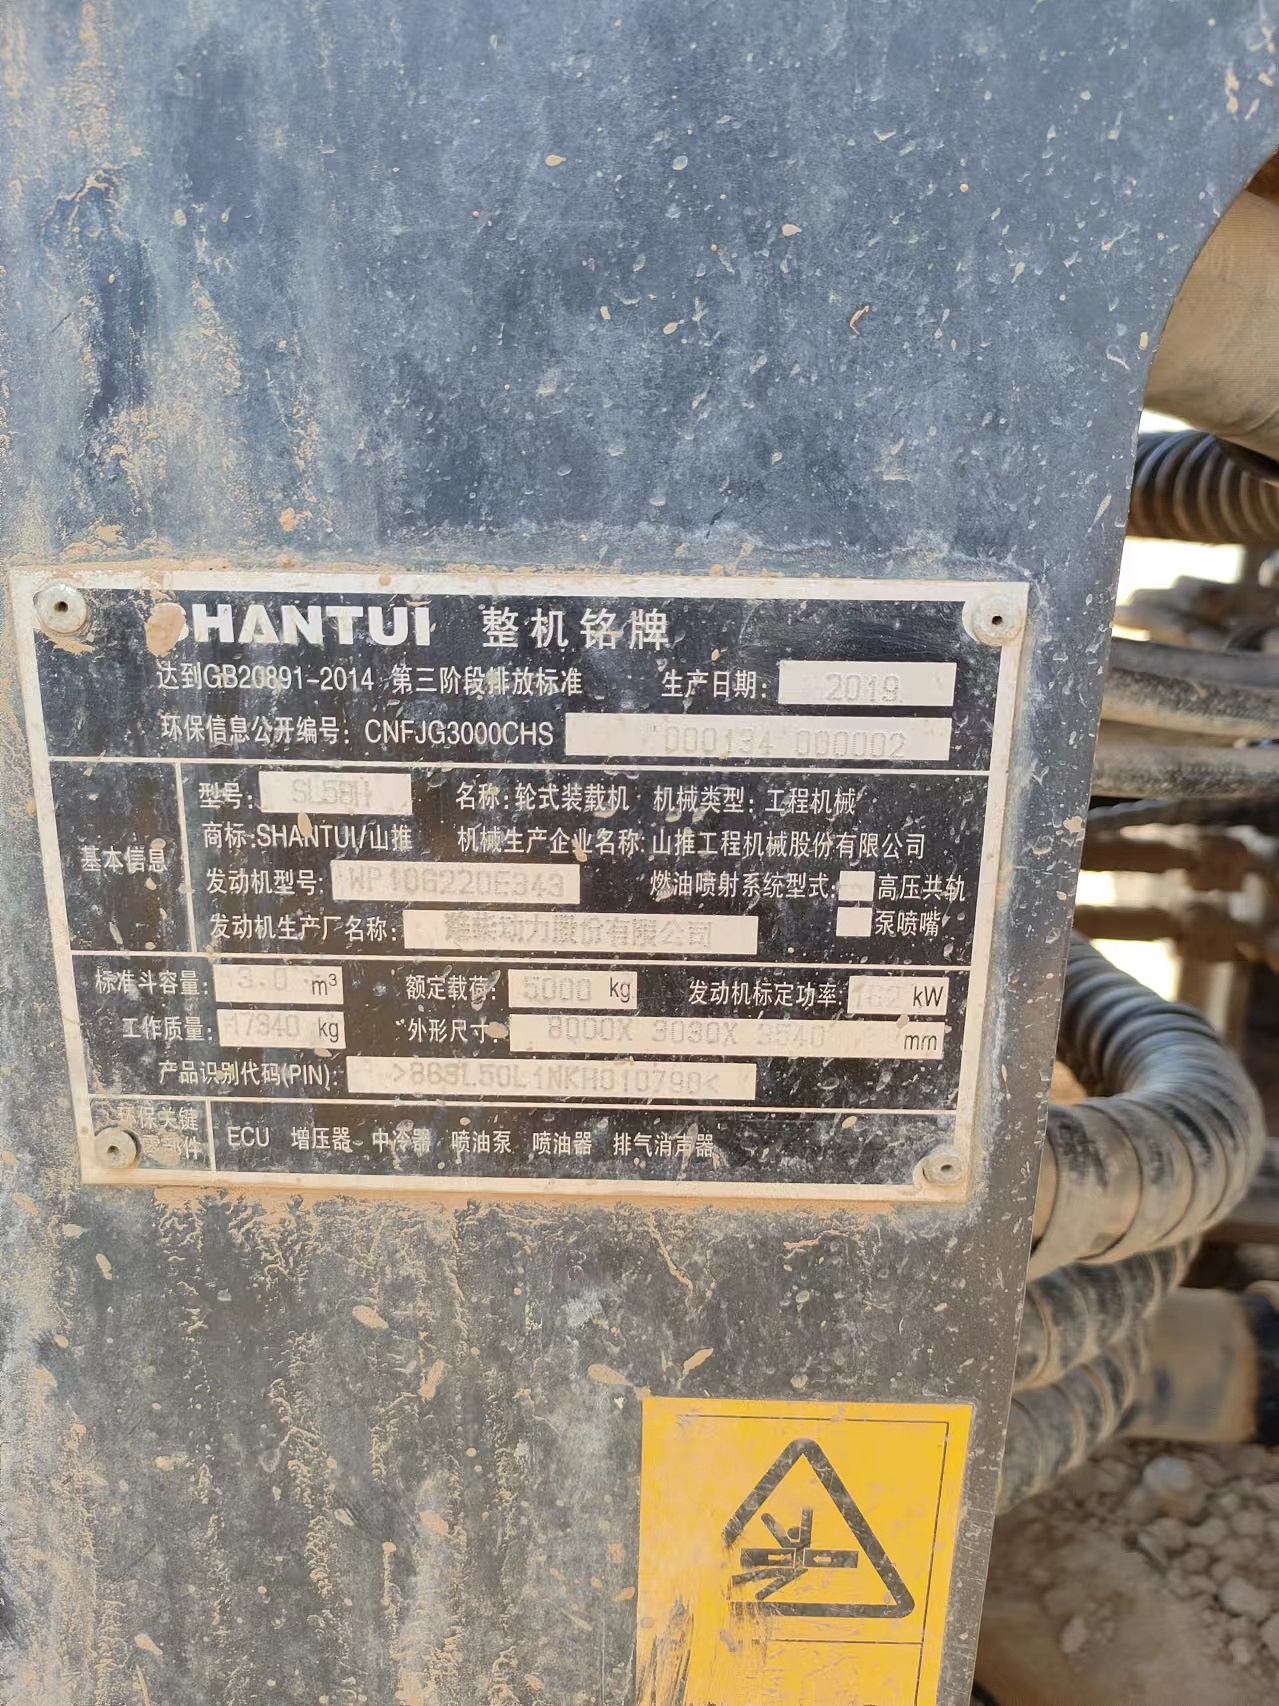 SHANTUI 整机铭牌
达到GB20891-2014 第三阶段排放标准 生产日期: 2019
环保信息公开编号: CNFJG3000CHS 000134 000002
型号: SL58H 名称: 轮式装载机 机械类型: 工程机械
商标: SHANTUI/山推 机械生产企业名称: 山推工程机械股份有限公司
基本信息
发动机型号: WP10G220E343 燃油喷射系统型式: 高压共轨
泵喷嘴
发动机生产厂名称: 潍柴动力股份有限公司
标准斗容量: 3.0 m³ 额定载荷: 5000 kg 发动机标定功率: 162 kW
工作质量: 17340 kg 外形尺寸: 8000X 3030X 3540 mm
产品识别代码(PIN):
环保关键
零部件
ECU 增压器 中冷器 喷油泵 喷油器 排气消声器